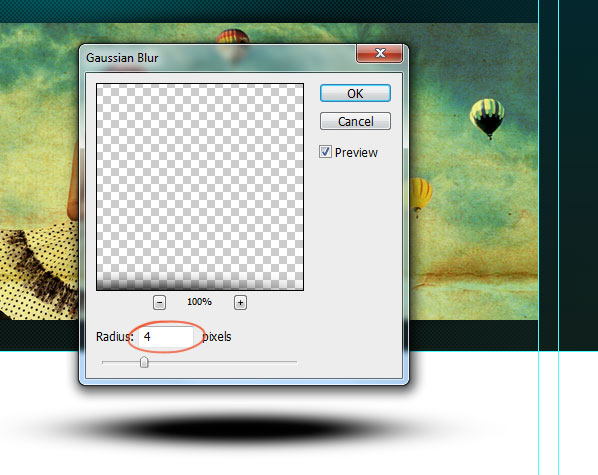 Gaussian Blur
OK
Cancel
Preview
100%
Radius: 4 pixels